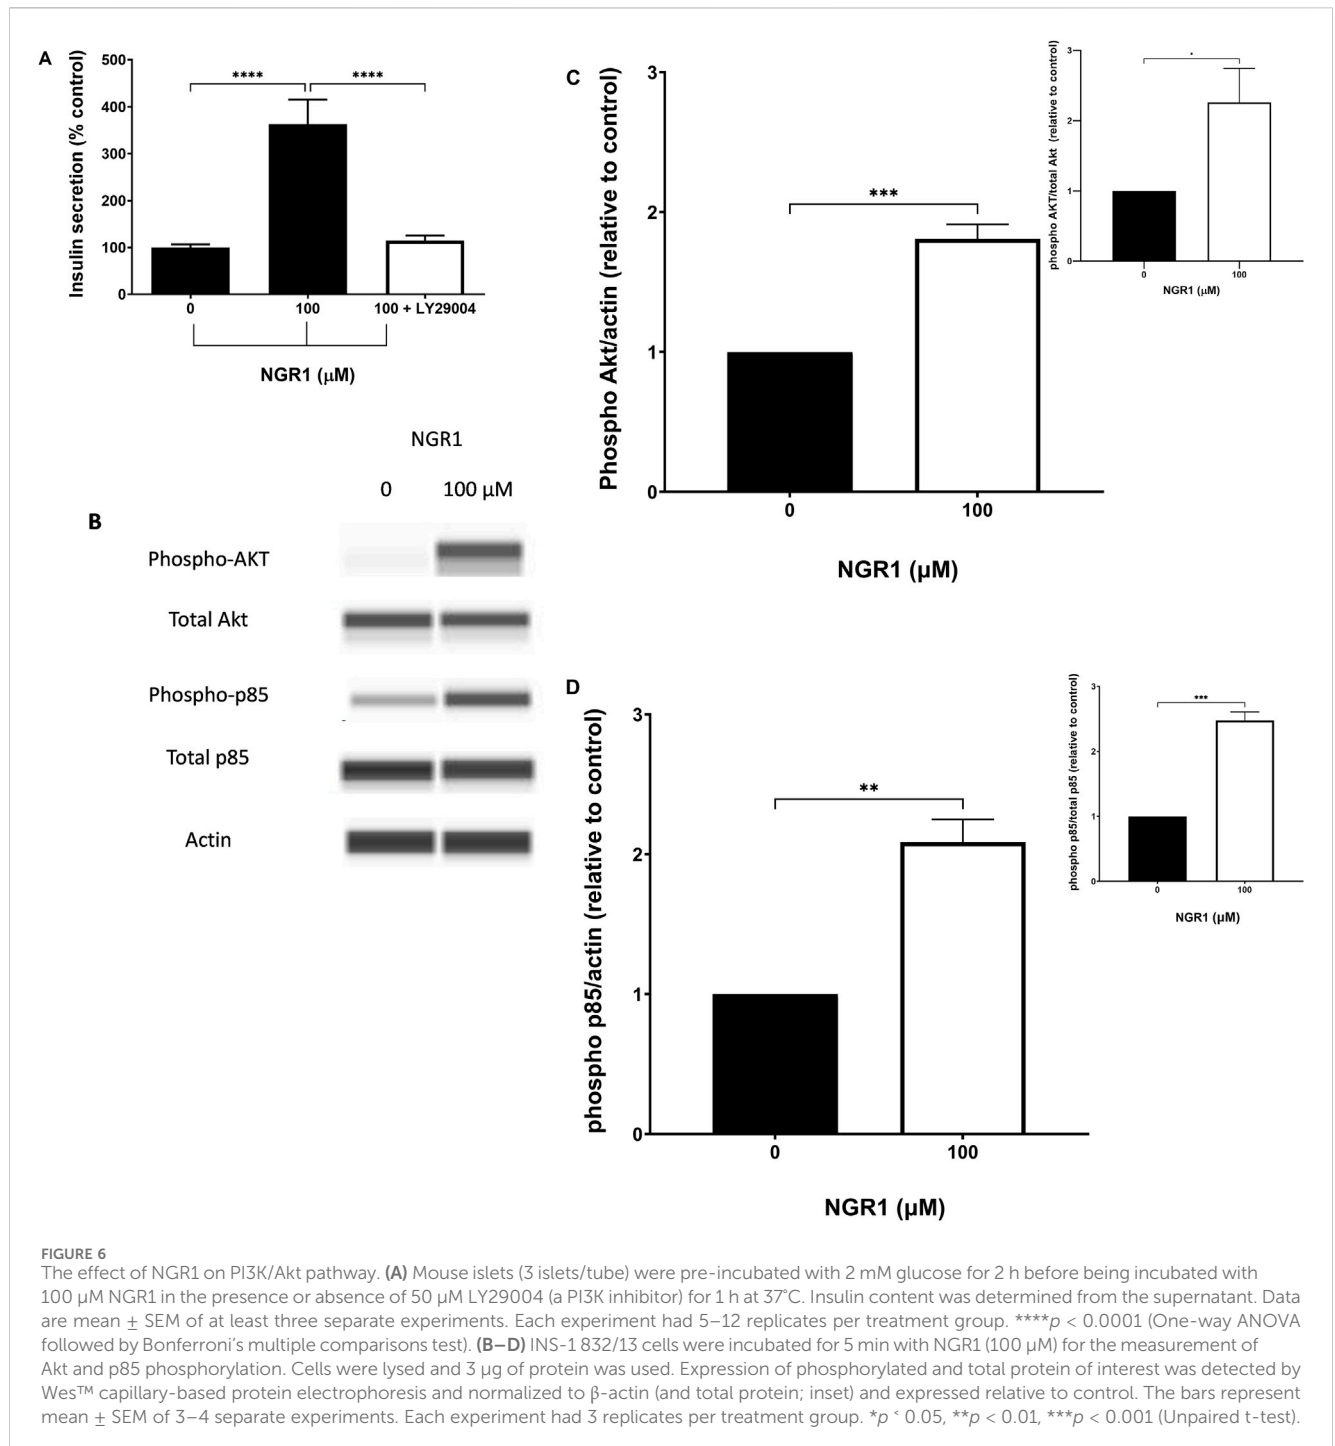 A
Insulin secretion (% control)
500
400
300
200
100
0
****
****
0
100
100 + LY29004
NGR1 (μM)
B
NGR1
0
100 μM
Phospho-AKT
Total Akt
Phospho-p85
Total p85
Actin
C
Phospho Akt/actin (relative to control)
3
2
1
0
***
0
100
NGR1 (μM)
phospho AKT/total Akt (relative to control)
3
2
1
0
*
0
100
NGR1 (μM)
D
phospho p85/actin (relative to control)
3
2
1
0
**
0
100
NGR1 (μM)
phospho p85/total p85 (relative to control)
3
2
1
0
***
0
100
NGR1 (μM)
FIGURE 6
The effect of NGR1 on PI3K/Akt pathway. (A) Mouse islets (3 islets/tube) were pre-incubated with 2 mM glucose for 2 h before being incubated with
100 μM NGR1 in the presence or absence of 50 μM LY29004 (a PI3K inhibitor) for 1 h at 37°C. Insulin content was determined from the supernatant. Data
are mean ± SEM of at least three separate experiments. Each experiment had 5–12 replicates per treatment group. ****p < 0.0001 (One-way ANOVA
followed by Bonferroni's multiple comparisons test). (B–D) INS-1 832/13 cells were incubated for 5 min with NGR1 (100 μM) for the measurement of
Akt and p85 phosphorylation. Cells were lysed and 3 μg of protein was used. Expression of phosphorylated and total protein of interest was detected by
Wes™ capillary-based protein electrophoresis and normalized to β-actin (and total protein; inset) and expressed relative to control. The bars represent
mean ± SEM of 3–4 separate experiments. Each experiment had 3 replicates per treatment group. *p ˂ 0.05, **p < 0.01, ***p < 0.001 (Unpaired t-test).